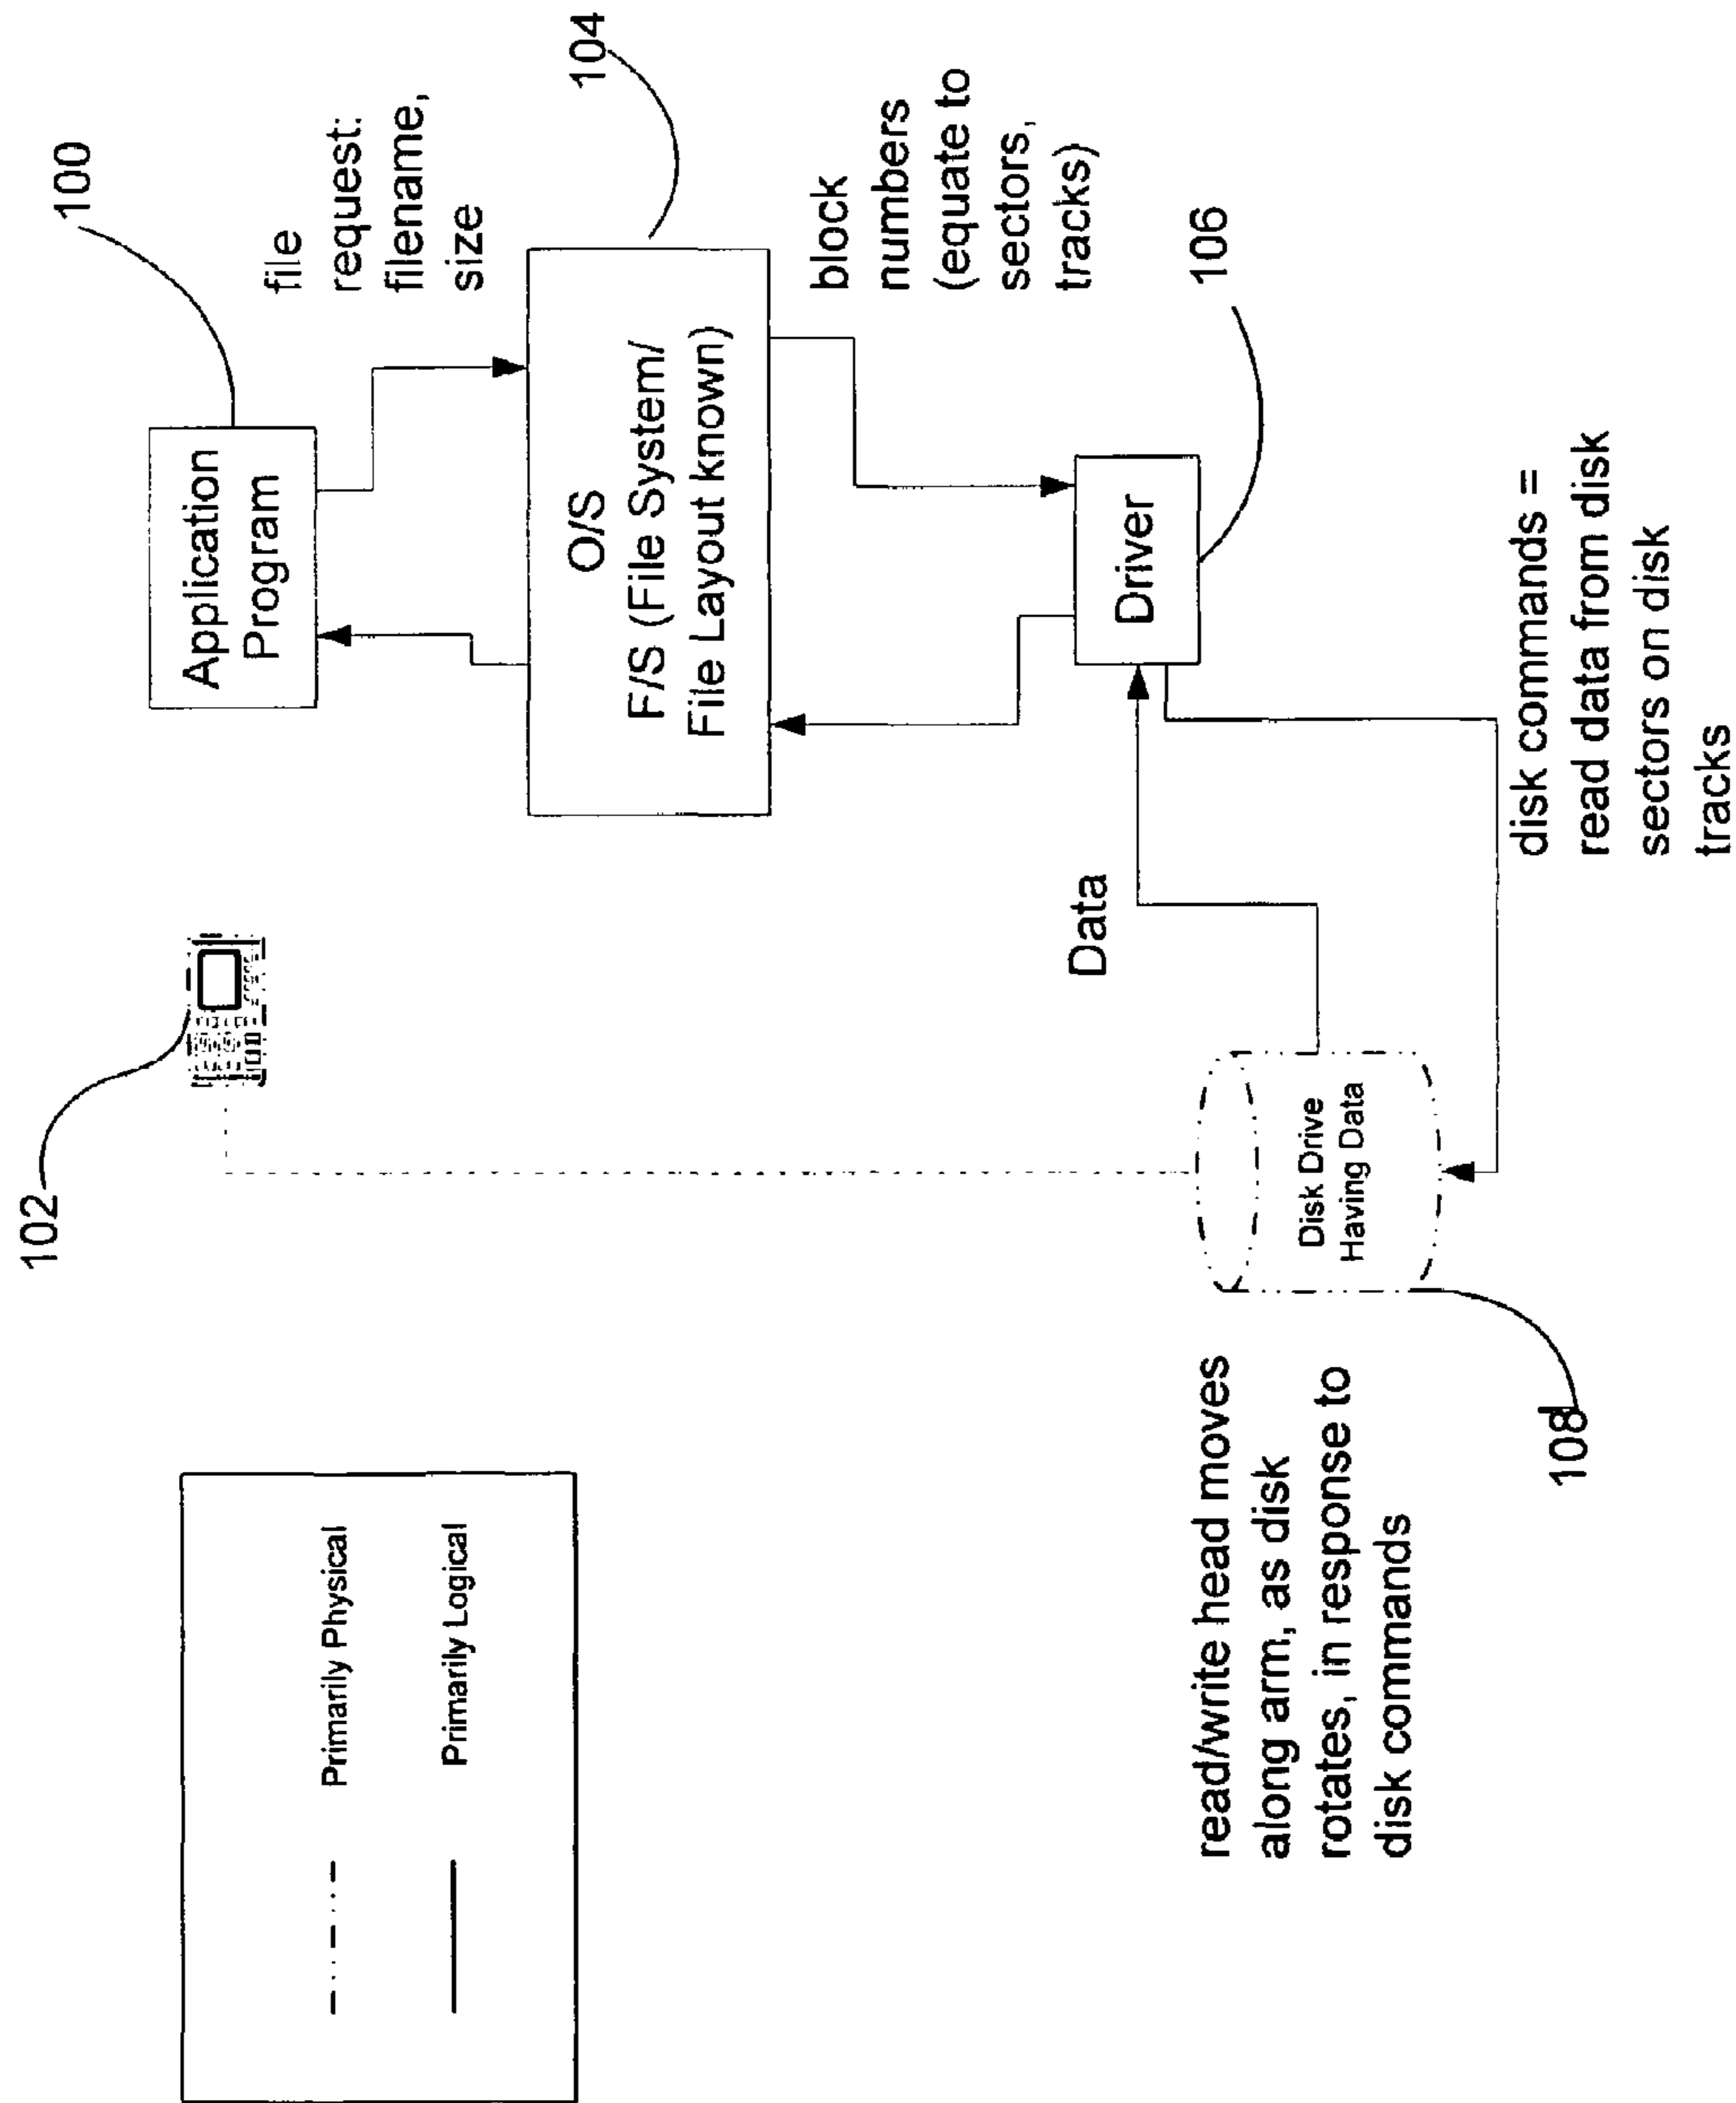 Primarily Physical
Primarily Logical
102
100
Application
Program
file
request:
filename,
size
104
O/S
F/S (File System/
File Layout known)
block
numbers
(equate to
sectors,
tracks)
106
Driver
Data
Disk Drive
Having Data
108
read/write head moves
along arm, as disk
rotates, in response to
disk commands
disk commands =
read data from disk
sectors on disk
tracks